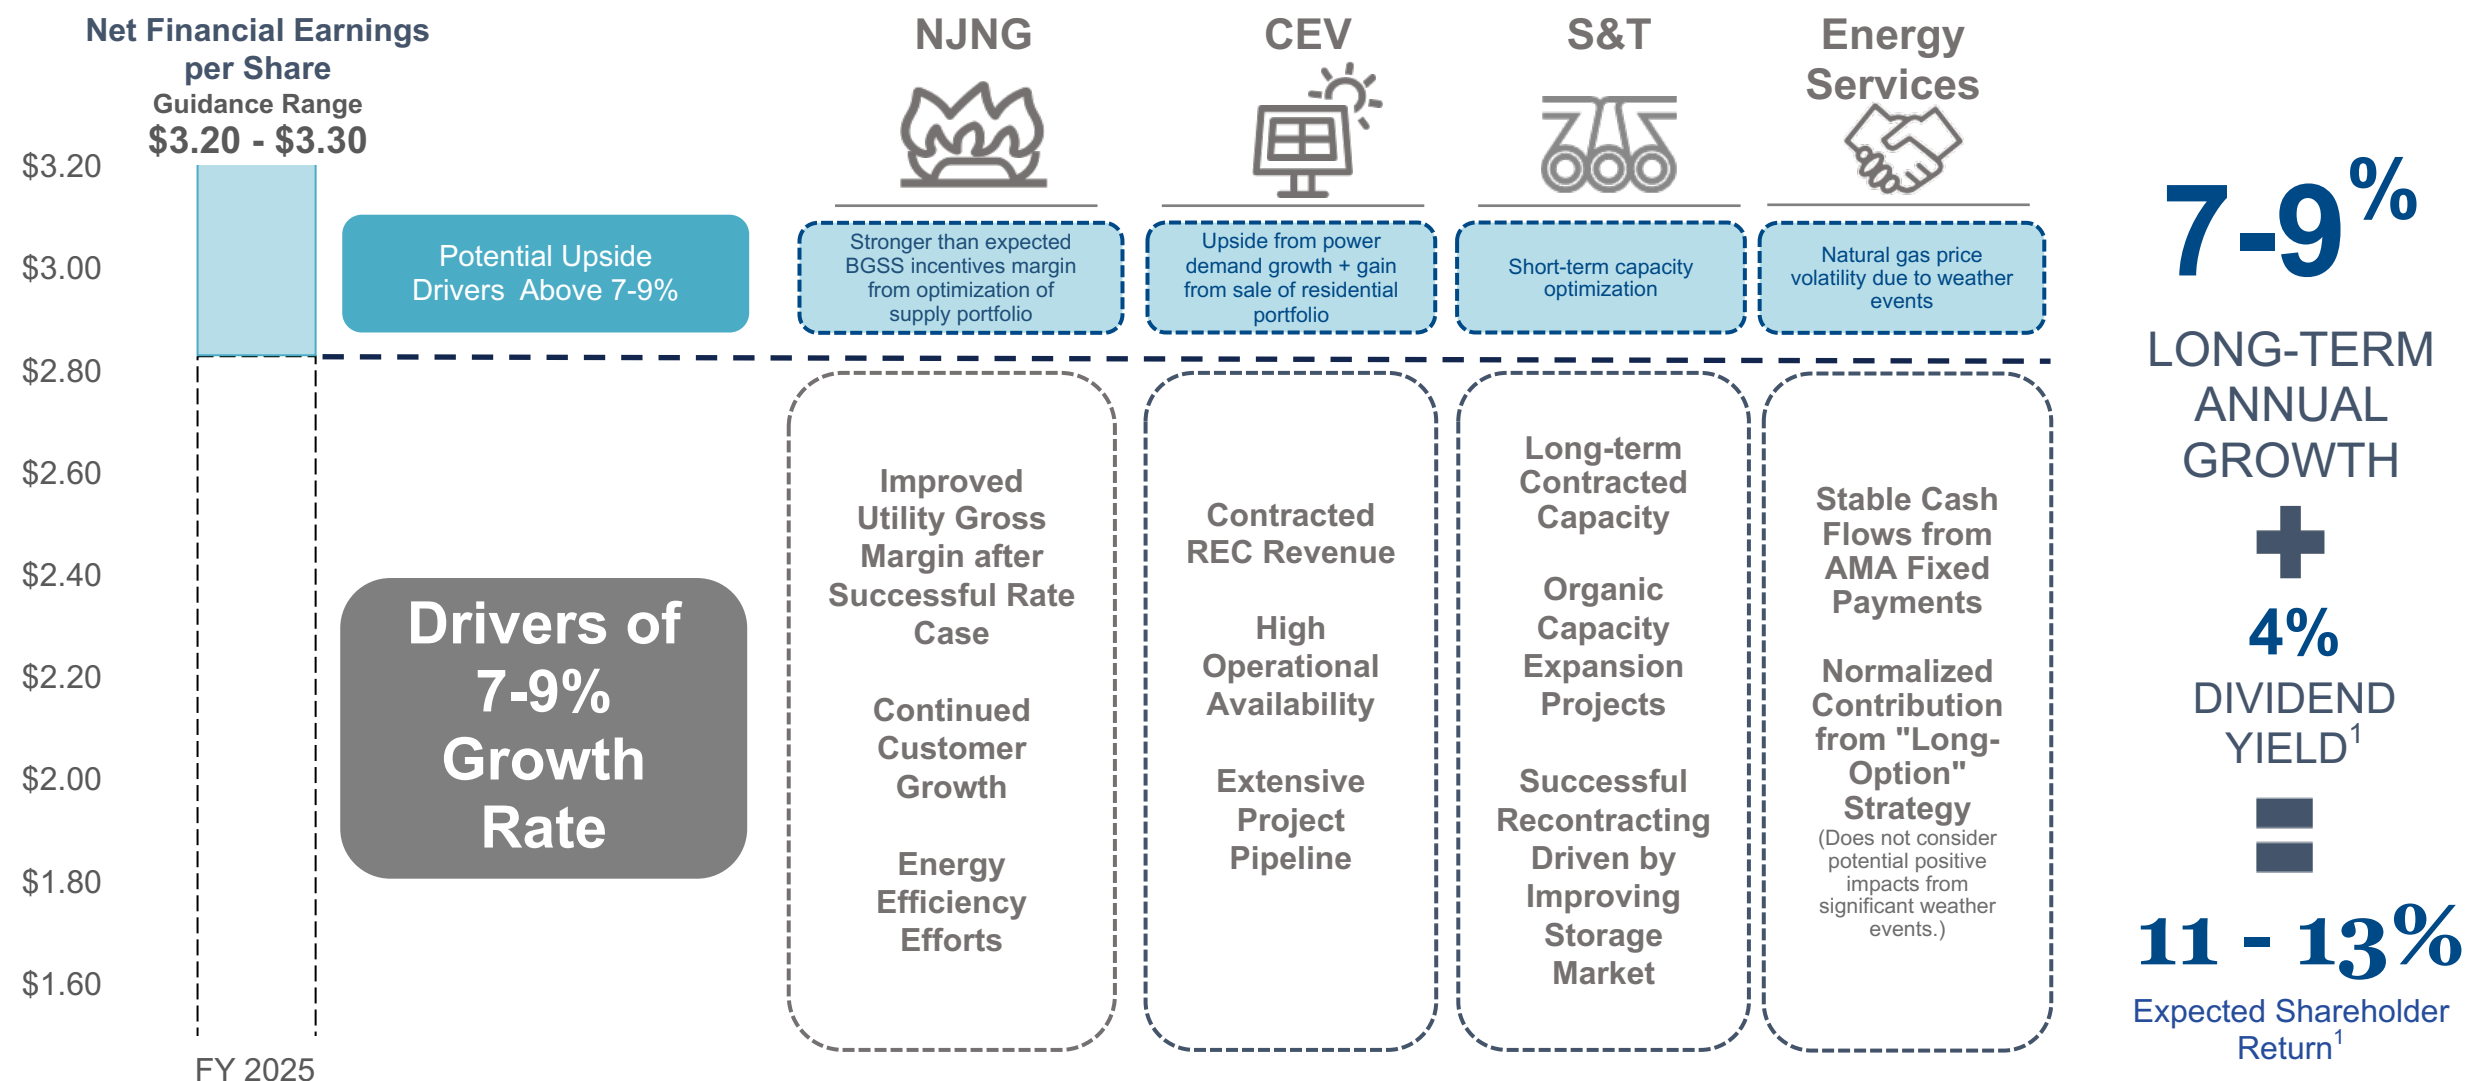 Net Financial Earnings
per Share
Guidance Range
$3.20 - $3.30
$3.20
$3.00
$2.80
$2.60
$2.40
$2.20
$2.00
$1.80
$1.60
FY 2025
Potential Upside
Drivers Above 7-9%
Drivers of
7-9%
Growth
Rate
NJNG
Stronger than expected
BGSS incentives margin
from optimization of
supply portfolio
Improved
Utility Gross
Margin after
Successful Rate
Case
Continued
Customer
Growth
Energy
Efficiency
Efforts
CEV
Upside from power
demand growth + gain
from sale of residential
portfolio
Contracted
REC Revenue
High
Operational
Availability
Extensive
Project
Pipeline
S&T
Short-term capacity
optimization
Long-term
Contracted
Capacity
Organic
Capacity
Expansion
Projects
Successful
Recontracting
Driven by
Improving
Storage
Market
Energy
Services
Natural gas price
volatility due to weather
events
Stable Cash
Flows from
AMA Fixed
Payments
Normalized
Contribution
from "Long-
Option"
Strategy
(Does not consider
potential positive
impacts from
significant weather
events.)
7-9%
LONG-TERM
ANNUAL
GROWTH
+
4%
DIVIDEND
YIELD¹
=
11 - 13%
Expected Shareholder
Return¹